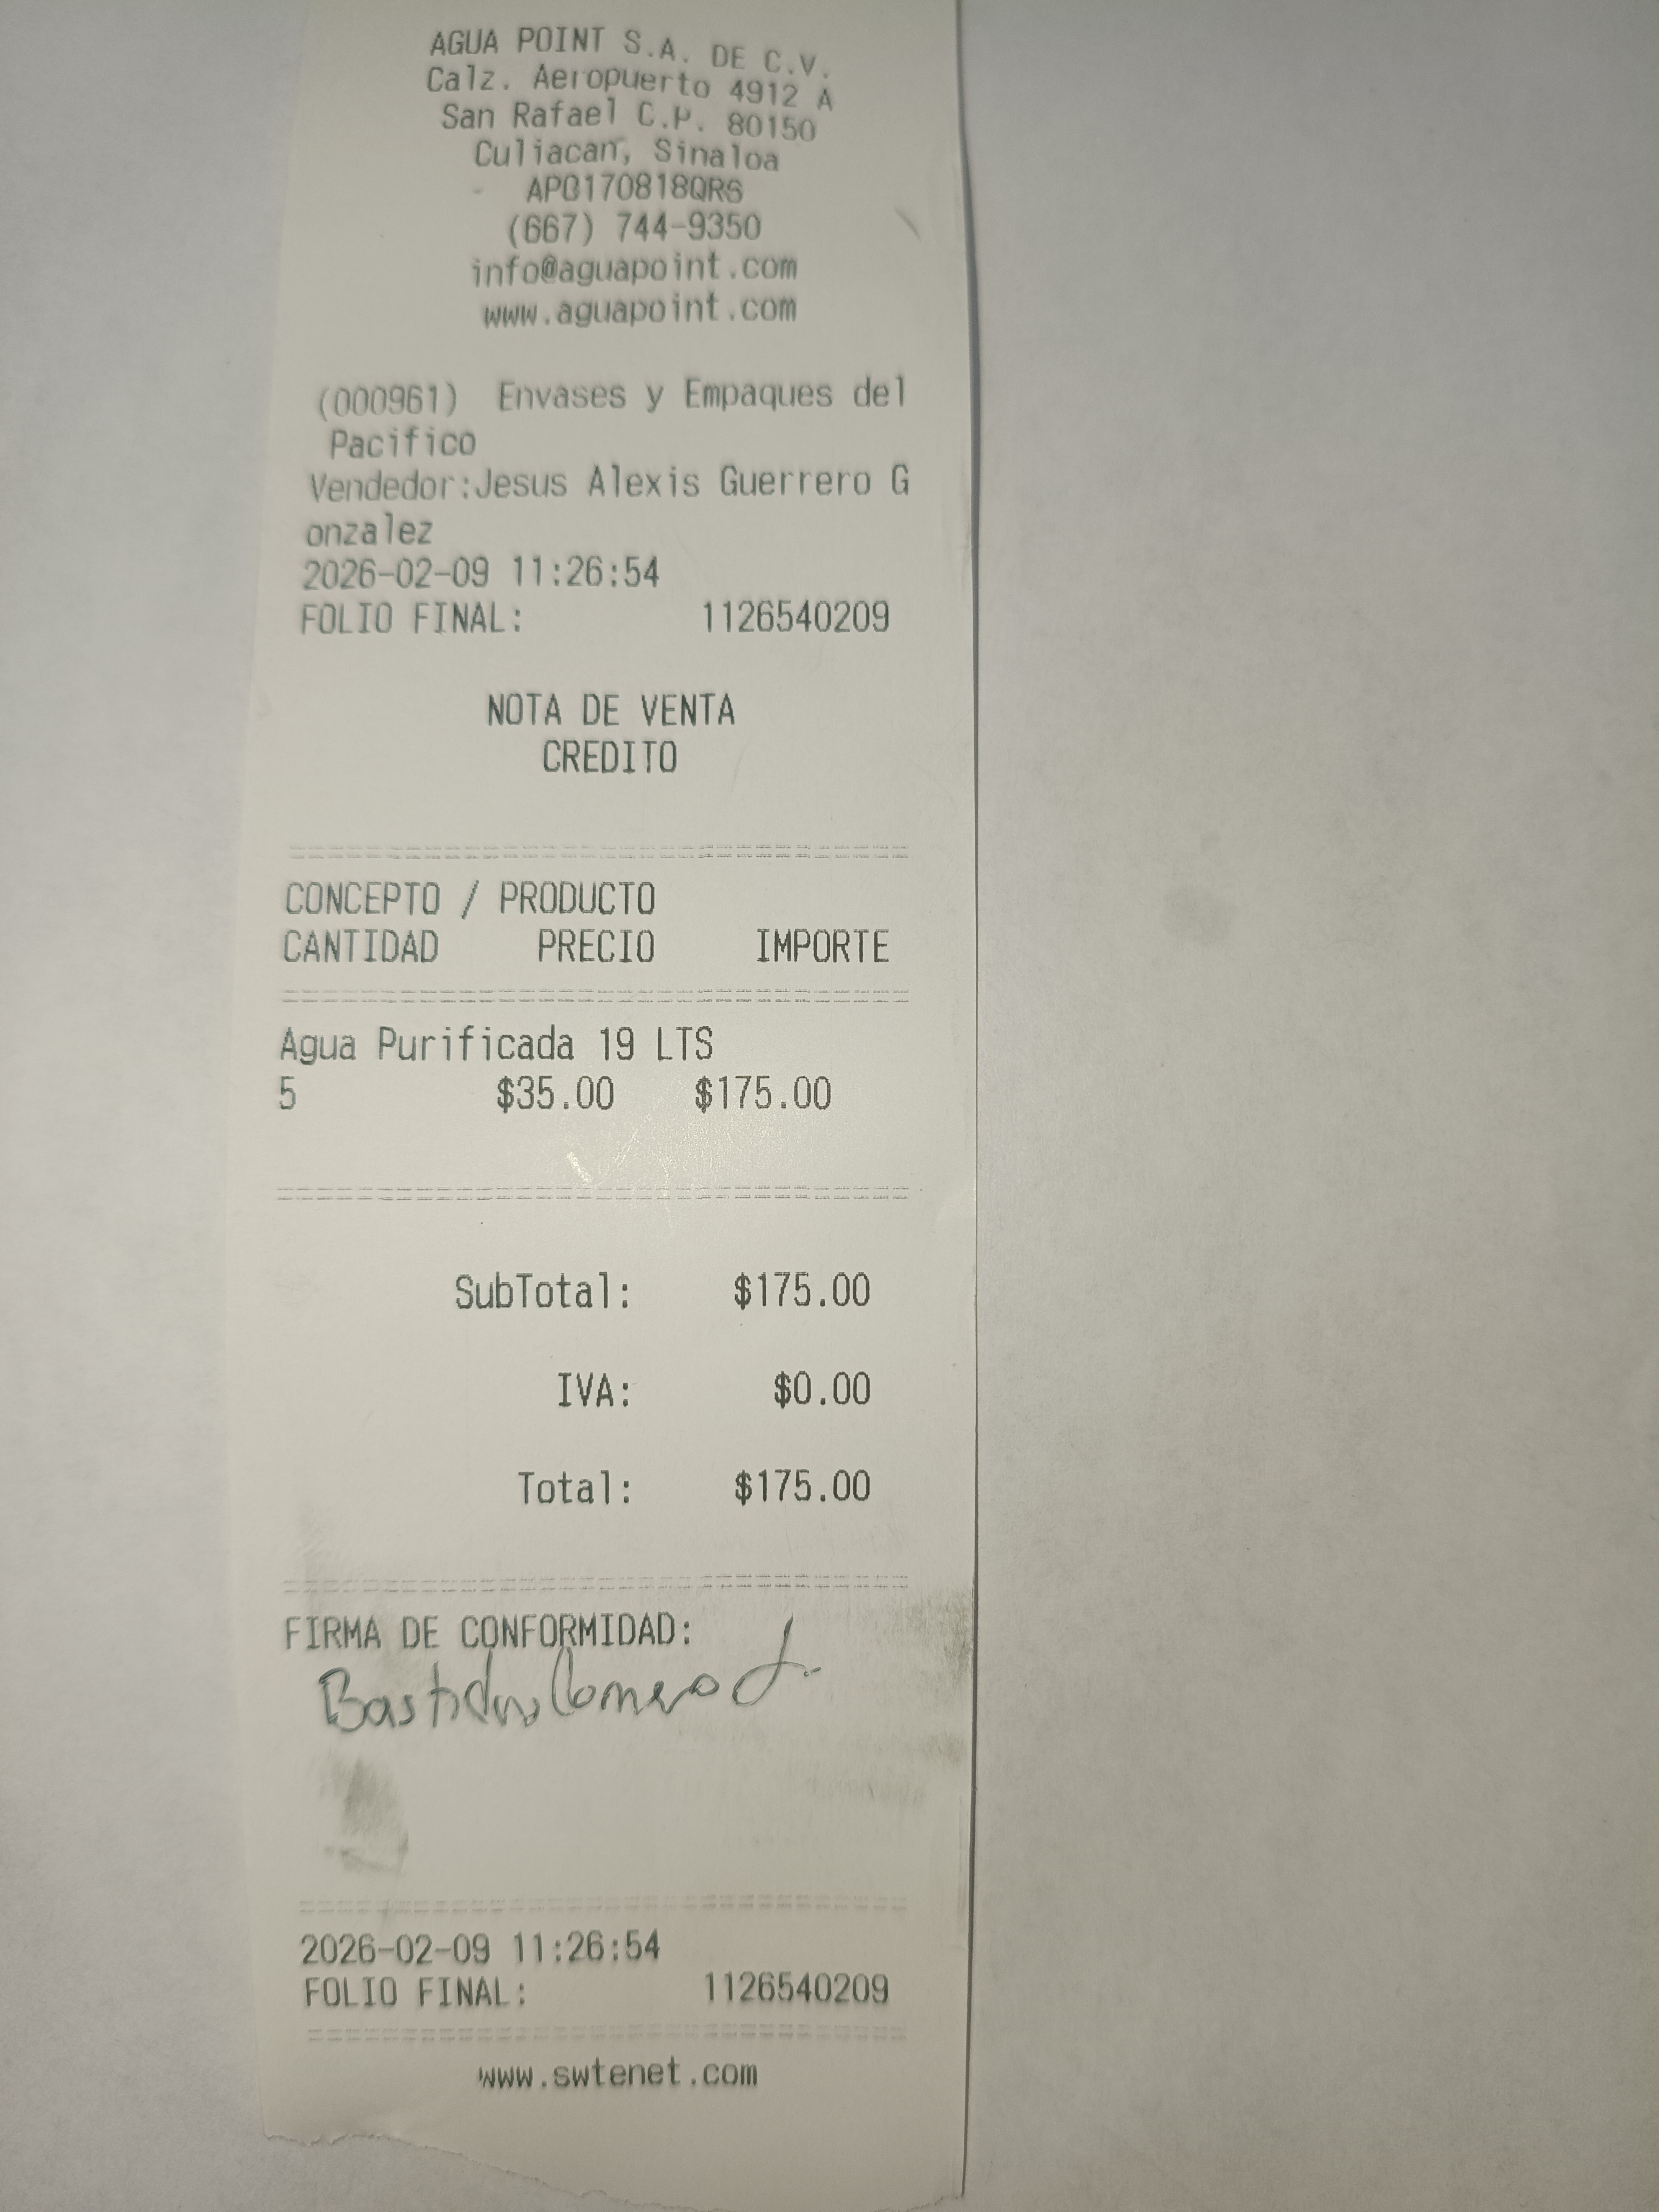 AGUA POINT S.A. DE C.V.
Calz. Aeropuerto 4912 A
San Rafael C.P. 80150
Culiacan, Sinaloa
(667) 744-9350
info@aguapoint.com
www.aguapoint.com
(000961) Envases y Empaques del
Pacifico
Vendedor:Jesus Alexis Guerrero G
onzalez
2026-02-09 11:26:54
FOLIO FINAL: 1126540209
NOTA DE VENTA
CREDITO
CONCEPTO / PRODUCTO
CANTIDAD PRECIO IMPORTE
Agua Purificada 19 LTS
5 $35.00 $175.00
SubTotal: $175.00
IVA: $0.00
Total: $175.00
FIRMA DE CONFORMIDAD:
2026-02-09 11:26:54
FOLIO FINAL: 1126540209
www.swtenet.com